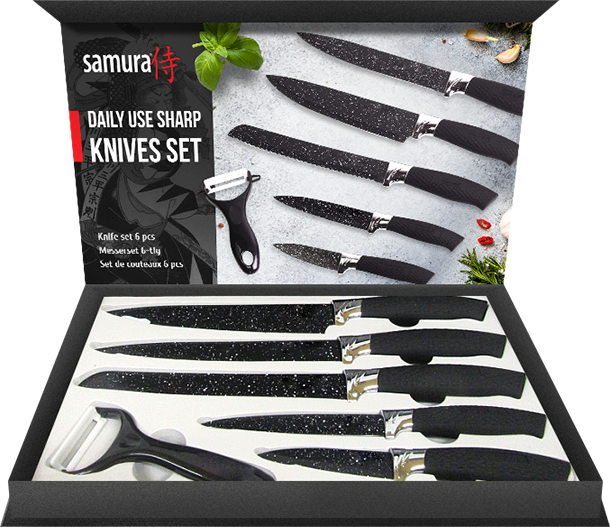 samura侍
DAILY USE SHARP
KNIVES SET
Knife set 6 pcs
Messerset 6-tlg
Set de couteaux 6 pcs